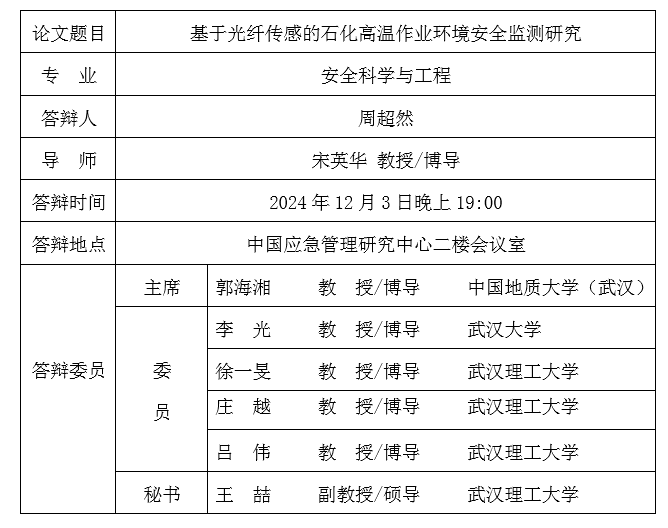 论文题目 基于光纤传感的石化高温作业环境安全监测研究
专 业 安全科学与工程
答辩人 周超然
导 师 宋英华 教授/博导
答辩时间 2024年12月3日晚上19:00
答辩地点 中国应急管理研究中心二楼会议室
答辩委员 主席 郭海湘 教 授/博导 中国地质大学（武汉）
委员 李 光 教 授/博导 武汉大学
徐一旻 教 授/博导 武汉理工大学
庄 越 教 授/博导 武汉理工大学
吕 伟 教 授/博导 武汉理工大学
秘书 王 喆 副教授/硕导 武汉理工大学